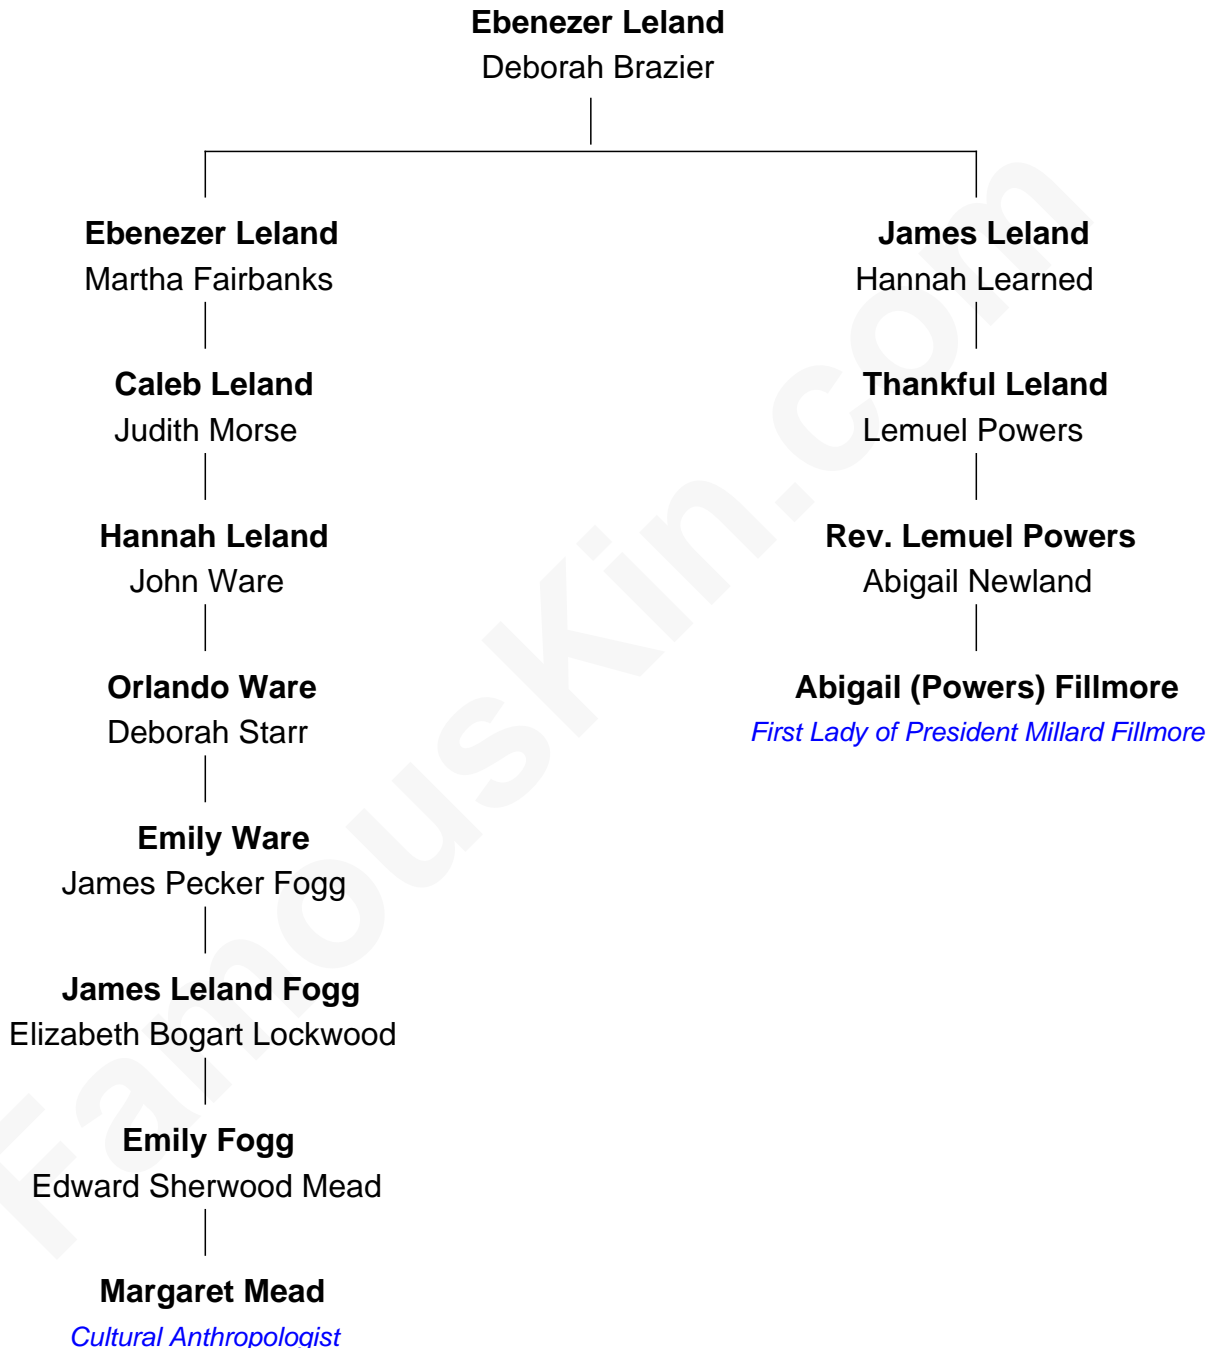 Ebenezer Leland
Deborah Brazier
Ebenezer Leland
Martha Fairbanks
James Leland
Hannah Learned
Caleb Leland
Judith Morse
Thankful Leland
Lemuel Powers
Hannah Leland
John Ware
Rev. Lemuel Powers
Abigail Newland
Orlando Ware
Deborah Starr
Abigail (Powers) Fillmore
First Lady of President Millard Fillmore
Emily Ware
James Pecker Fogg
James Leland Fogg
Elizabeth Bogart Lockwood
Emily Fogg
Edward Sherwood Mead
Margaret Mead
Cultural Anthropologist
FamousKin.com